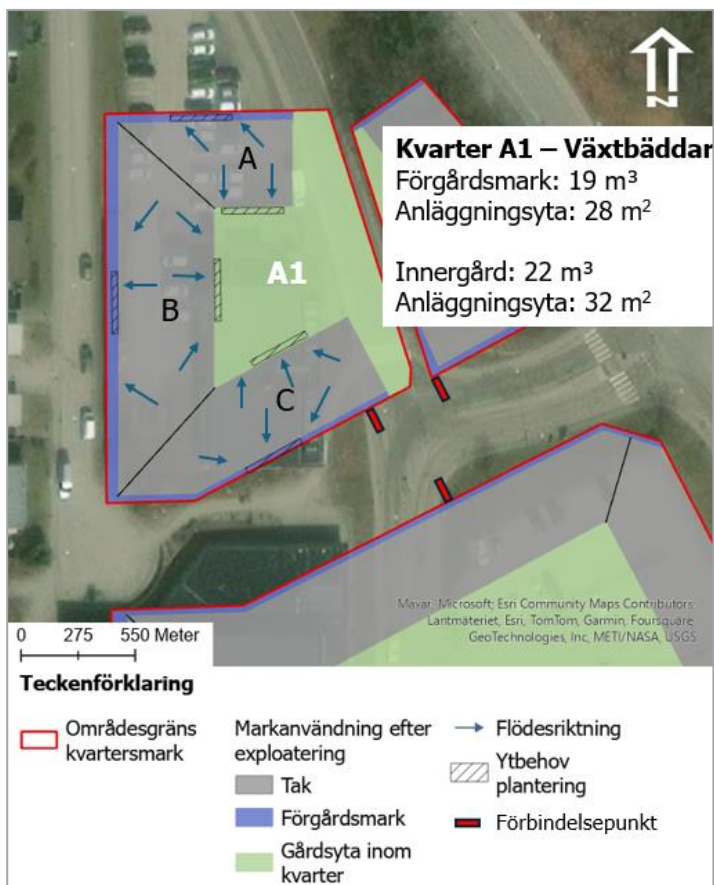 N
Kvarter A1 – Växtbäddar
Förgårdsmark: 19 m³
Anläggningsyta: 28 m²
Innergård: 22 m³
Anläggningsyta: 32 m²
A
A1
B
C
Maxar, Microsoft, Esri Community Maps Contributors,
Lantmäteriet, Esri, TomTom, Garmin, Foursquare,
GeoTechnologies, Inc, METI/NASA, USGS
0 275 550 Meter
Teckenförklaring
Områdesgräns
kvartersmark
Markanvändning efter
exploatering
Tak
Förgårdsmark
Gårdsyta inom
kvarter
Flödesriktning
Ytbehov
plantering
Förbindelsepunkt